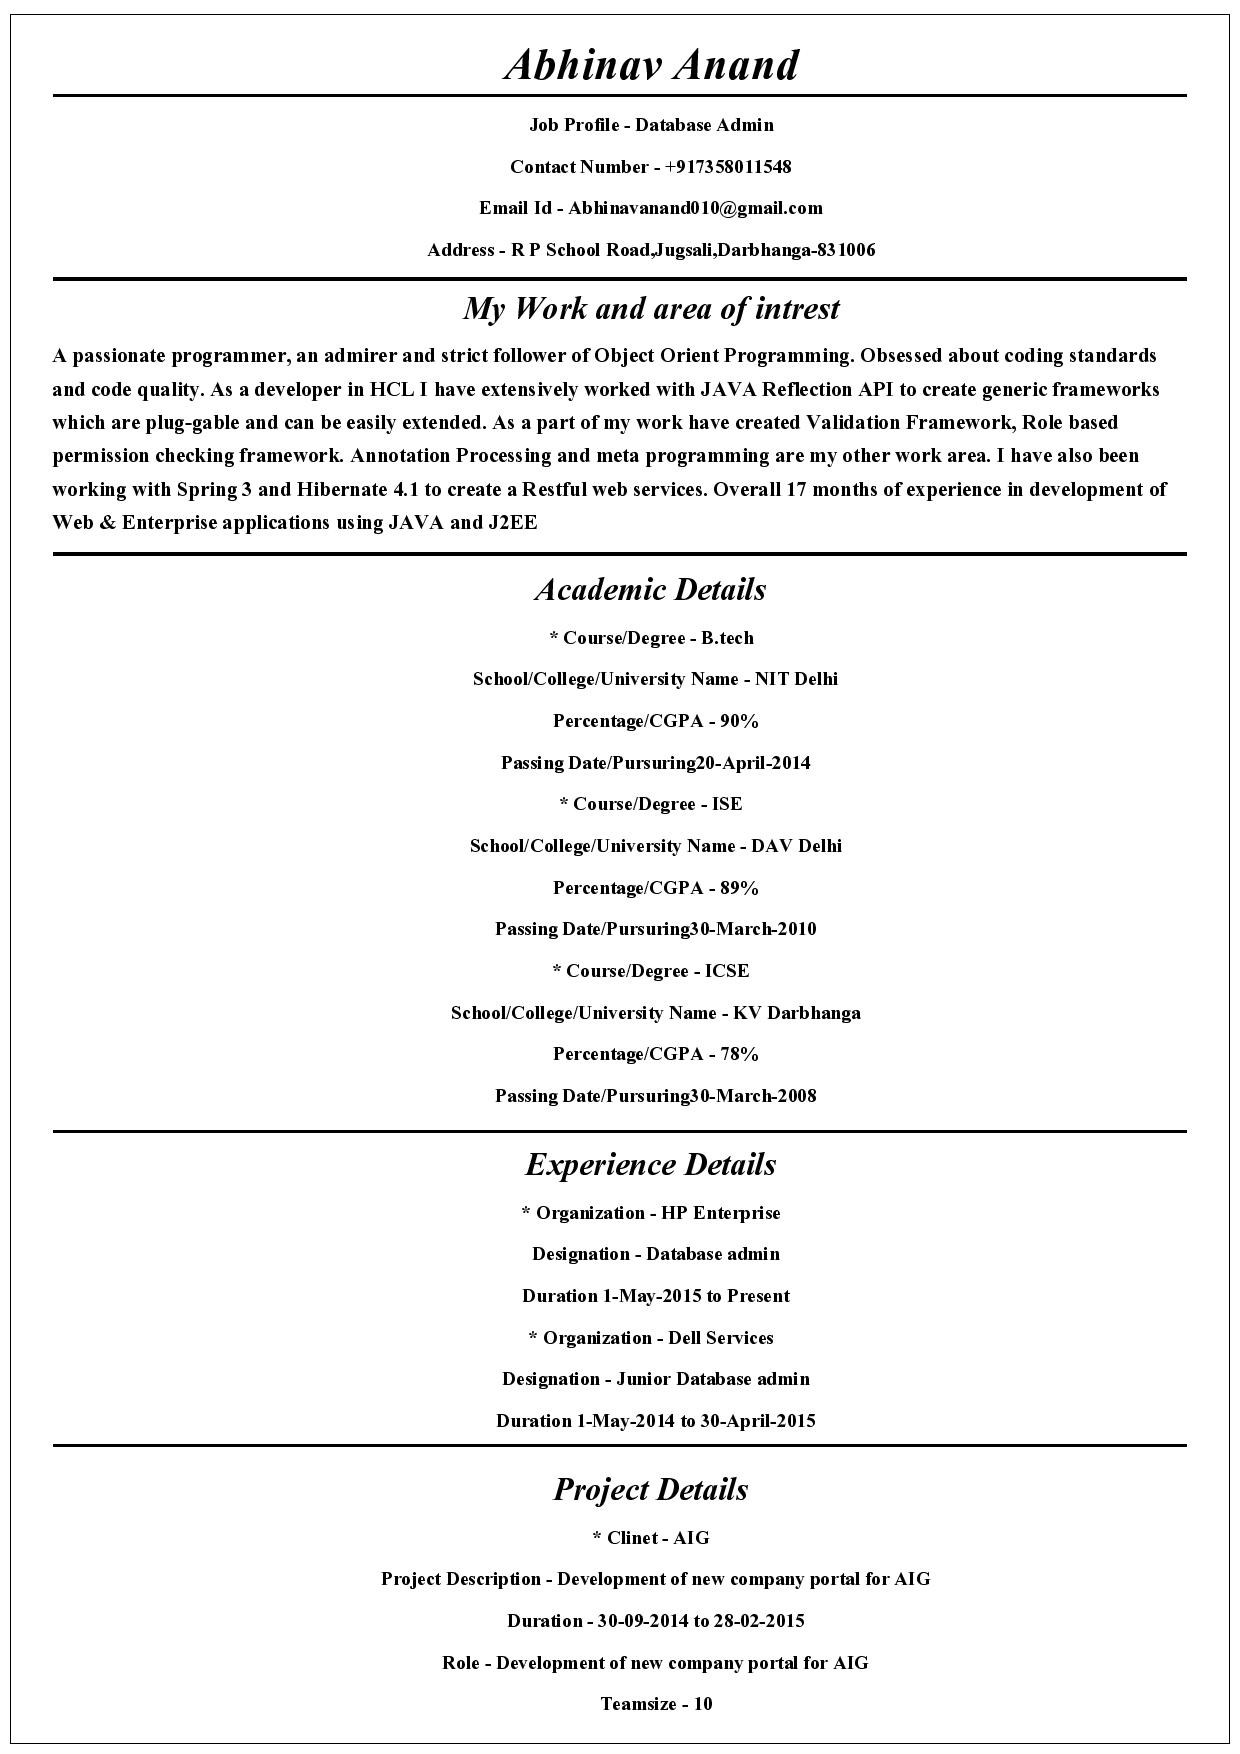 Abhinav Anand
Job Profile - Database Admin
Contact Number - +917358011548
Email Id - Abhinavanand010@gmail.com
Address - R P School Road,Jugsali,Darbhanga-831006
My Work and area of intrest
A passionate programmer, an admirer and strict follower of Object Orient Programming. Obsessed about coding standards
and code quality. As a developer in HCL I have extensively worked with JAVA Reflection API to create generic frameworks
which are plug-gable and can be easily extended. As a part of my work have created Validation Framework, Role based
permission checking framework. Annotation Processing and meta programming are my other work area. I have also been
working with Spring 3 and Hibernate 4.1 to create a Restful web services. Overall 17 months of experience in development of
Web & Enterprise applications using JAVA and J2EE
Academic Details
* Course/Degree - B.tech
School/College/University Name - NIT Delhi
Percentage/CGPA - 90%
Passing Date/Pursuring20-April-2014
* Course/Degree - ISE
School/College/University Name - DAV Delhi
Percentage/CGPA - 89%
Passing Date/Pursuring30-March-2010
* Course/Degree - ICSE
School/College/University Name - KV Darbhanga
Percentage/CGPA - 78%
Passing Date/Pursuring30-March-2008
Experience Details
* Organization - HP Enterprise
Designation - Database admin
Duration 1-May-2015 to Present
* Organization - Dell Services
Designation - Junior Database admin
Duration 1-May-2014 to 30-April-2015
Project Details
* Clinet - AIG
Project Description - Development of new company portal for AIG
Duration - 30-09-2014 to 28-02-2015
Role - Development of new company portal for AIG
Teamsize - 10